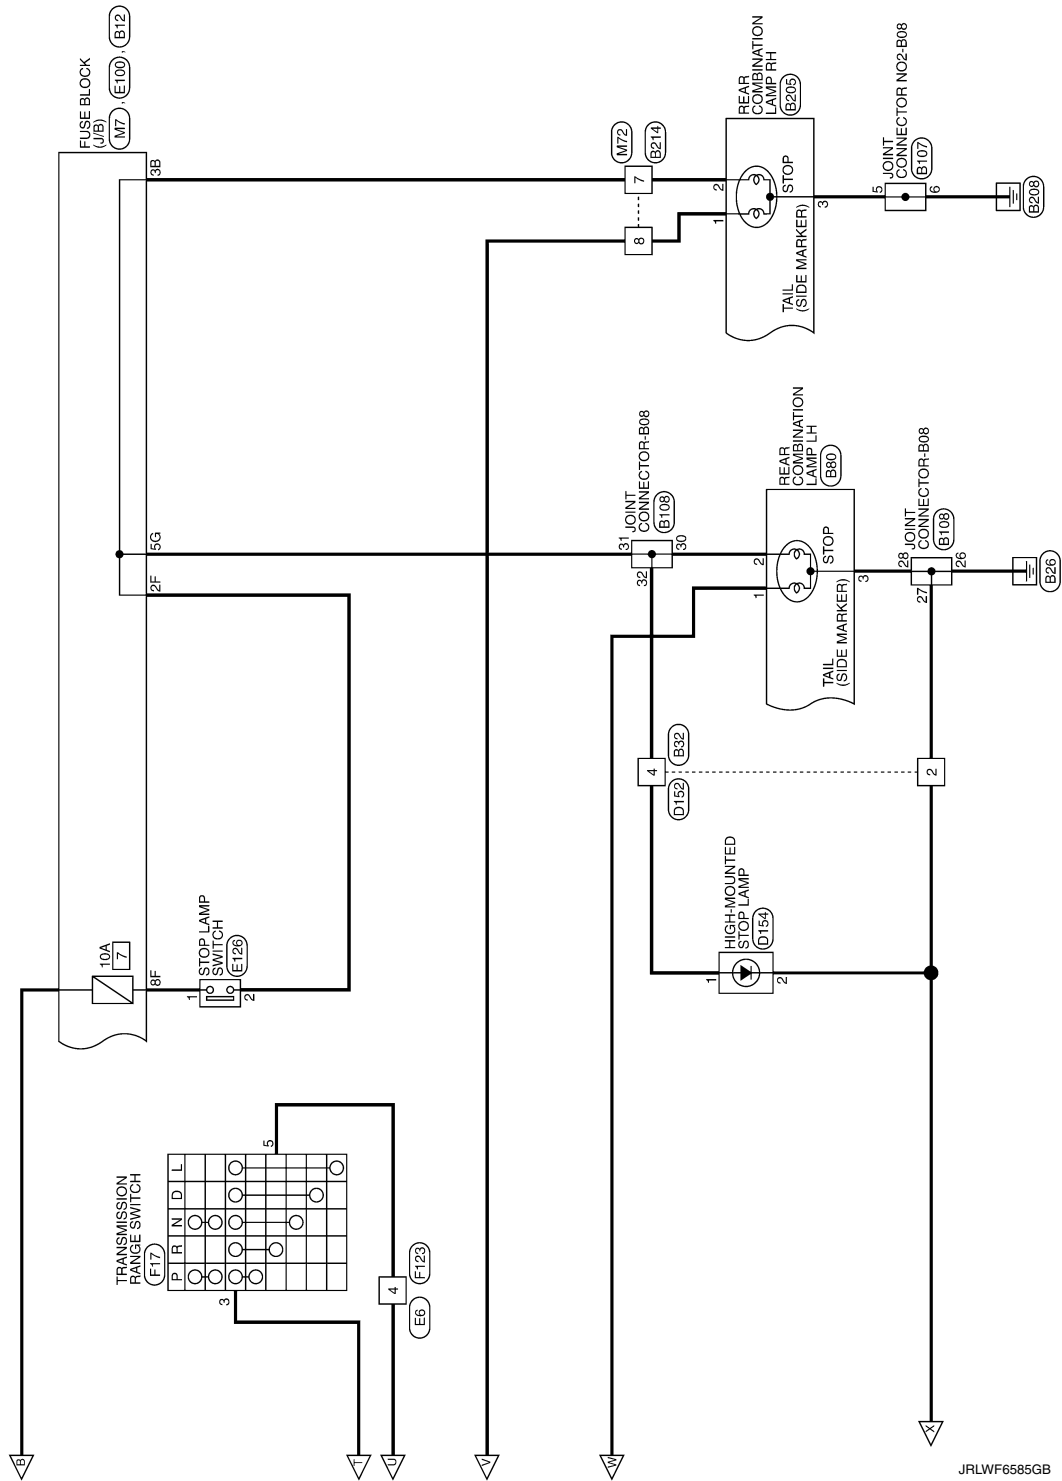 FUSE BLOCK
(J/B)
M7 , E100 , B12
10A
7
8F
2F
5G
3B
STOP LAMP
SWITCH
E126
1
2
TRANSMISSION
RANGE SWITCH
F17
P R N D L
3
5
4
E6
F123
M72
B214
7
8
REAR
COMBINATION
LAMP RH
B205
2
1
STOP
TAIL
(SIDE MARKER)
3
JOINT
CONNECTOR NO2-B08
B107
5
6
B208
JOINT
CONNECTOR-B08
B108
31
30
32
REAR
COMBINATION
LAMP LH
B80
2
1
STOP
TAIL
(SIDE MARKER)
3
JOINT
CONNECTOR-B08
B108
28
26
27
B26
4
B32
D152
2
HIGH-MOUNTED
STOP LAMP
D154
1
2
B
T
U
V
W
X
JRLWF6585GB